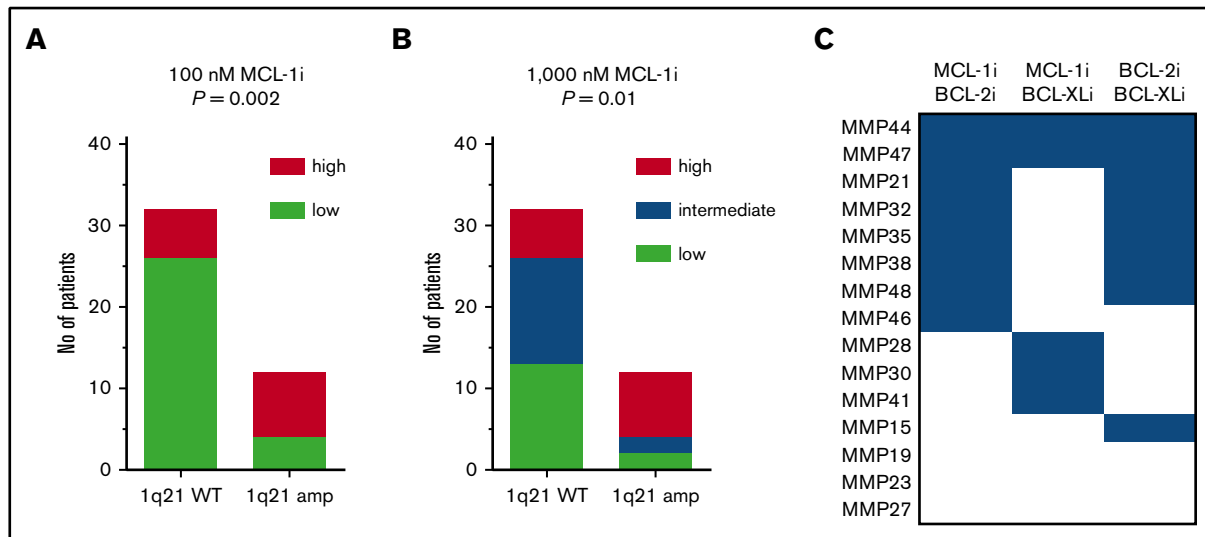 A
100 nM MCL-1i
P = 0.002
No of patients
40
30
20
10
0
high
low
1q21 WT
1q21 amp
B
1,000 nM MCL-1i
P = 0.01
No of patients
40
30
20
10
0
high
intermediate
low
1q21 WT
1q21 amp
C
MCL-1i MCL-1i BCL-2i
BCL-2i BCL-XLi BCL-XLi
MMP44
MMP47
MMP21
MMP32
MMP35
MMP38
MMP48
MMP46
MMP28
MMP30
MMP41
MMP15
MMP19
MMP23
MMP27